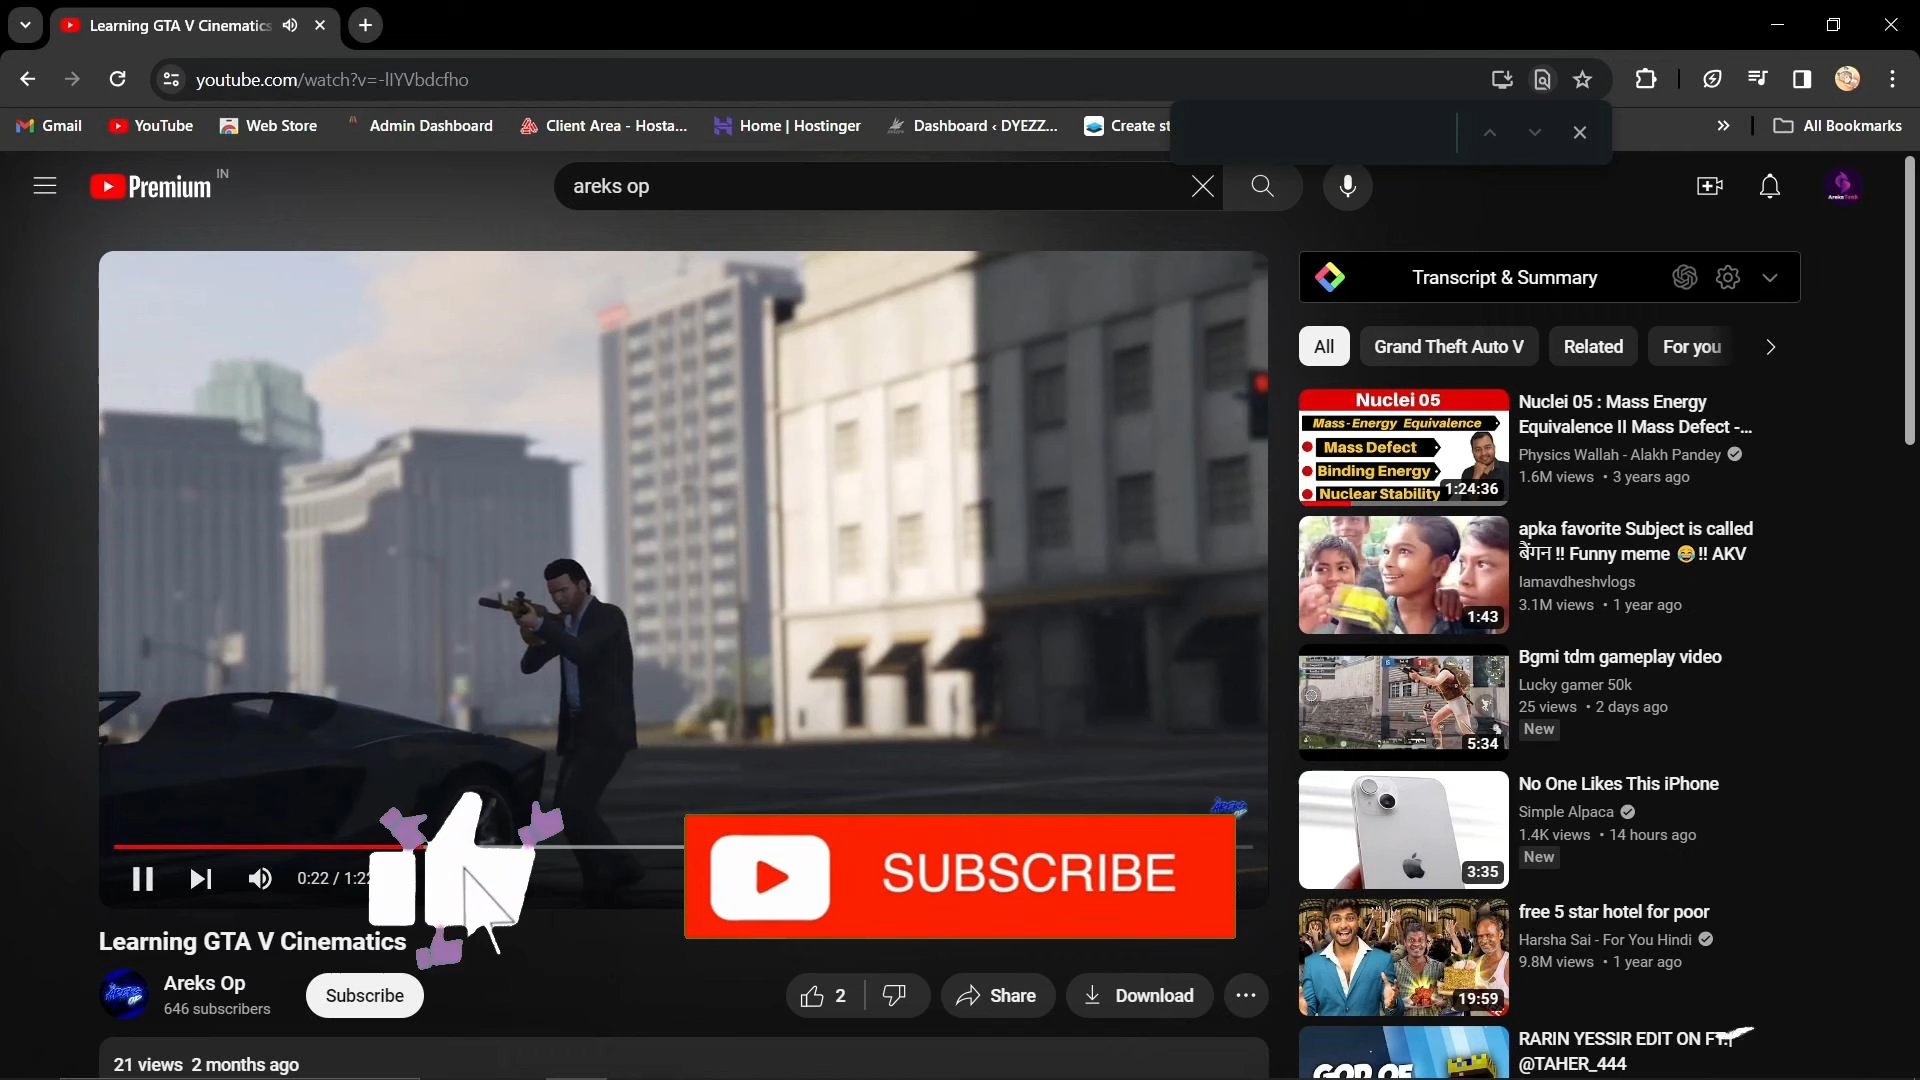 Learning GTA V Cinematics
youtube.com/watch?v=-lIYVbdcfho
Gmail
YouTube
Web Store
Admin Dashboard
Client Area - Hosta...
Home | Hostinger
Dashboard ‹ DYEZZ...
Create st
All Bookmarks
Premium
IN
areks op
Transcript & Summary
All
Grand Theft Auto V
Related
For you
Nuclei 05
Mass-Energy Equivalence
Mass Defect
Binding Energy
Nuclear Stability
1:24:36
Nuclei 05 : Mass Energy
Equivalence II Mass Defect -...
Physics Wallah - Alakh Pandey
1.6M views • 3 years ago
1:43
apka favorite Subject is called
बैंगन !! Funny meme 😂 !! AKV
Iamavdheshvlogs
3.1M views • 1 year ago
5:34
Bgmi tdm gameplay video
Lucky gamer 50k
25 views • 2 days ago
New
3:35
No One Likes This iPhone
Simple Alpaca
1.4K views • 14 hours ago
New
19:59
free 5 star hotel for poor
Harsha Sai - For You Hindi
9.8M views • 1 year ago
GOD OF
RARIN YESSIR EDIT ON FT.
@TAHER_444
0:22 / 1:22
SUBSCRIBE
Learning GTA V Cinematics
Areks Op
646 subscribers
Subscribe
2
Share
Download
21 views 2 months ago